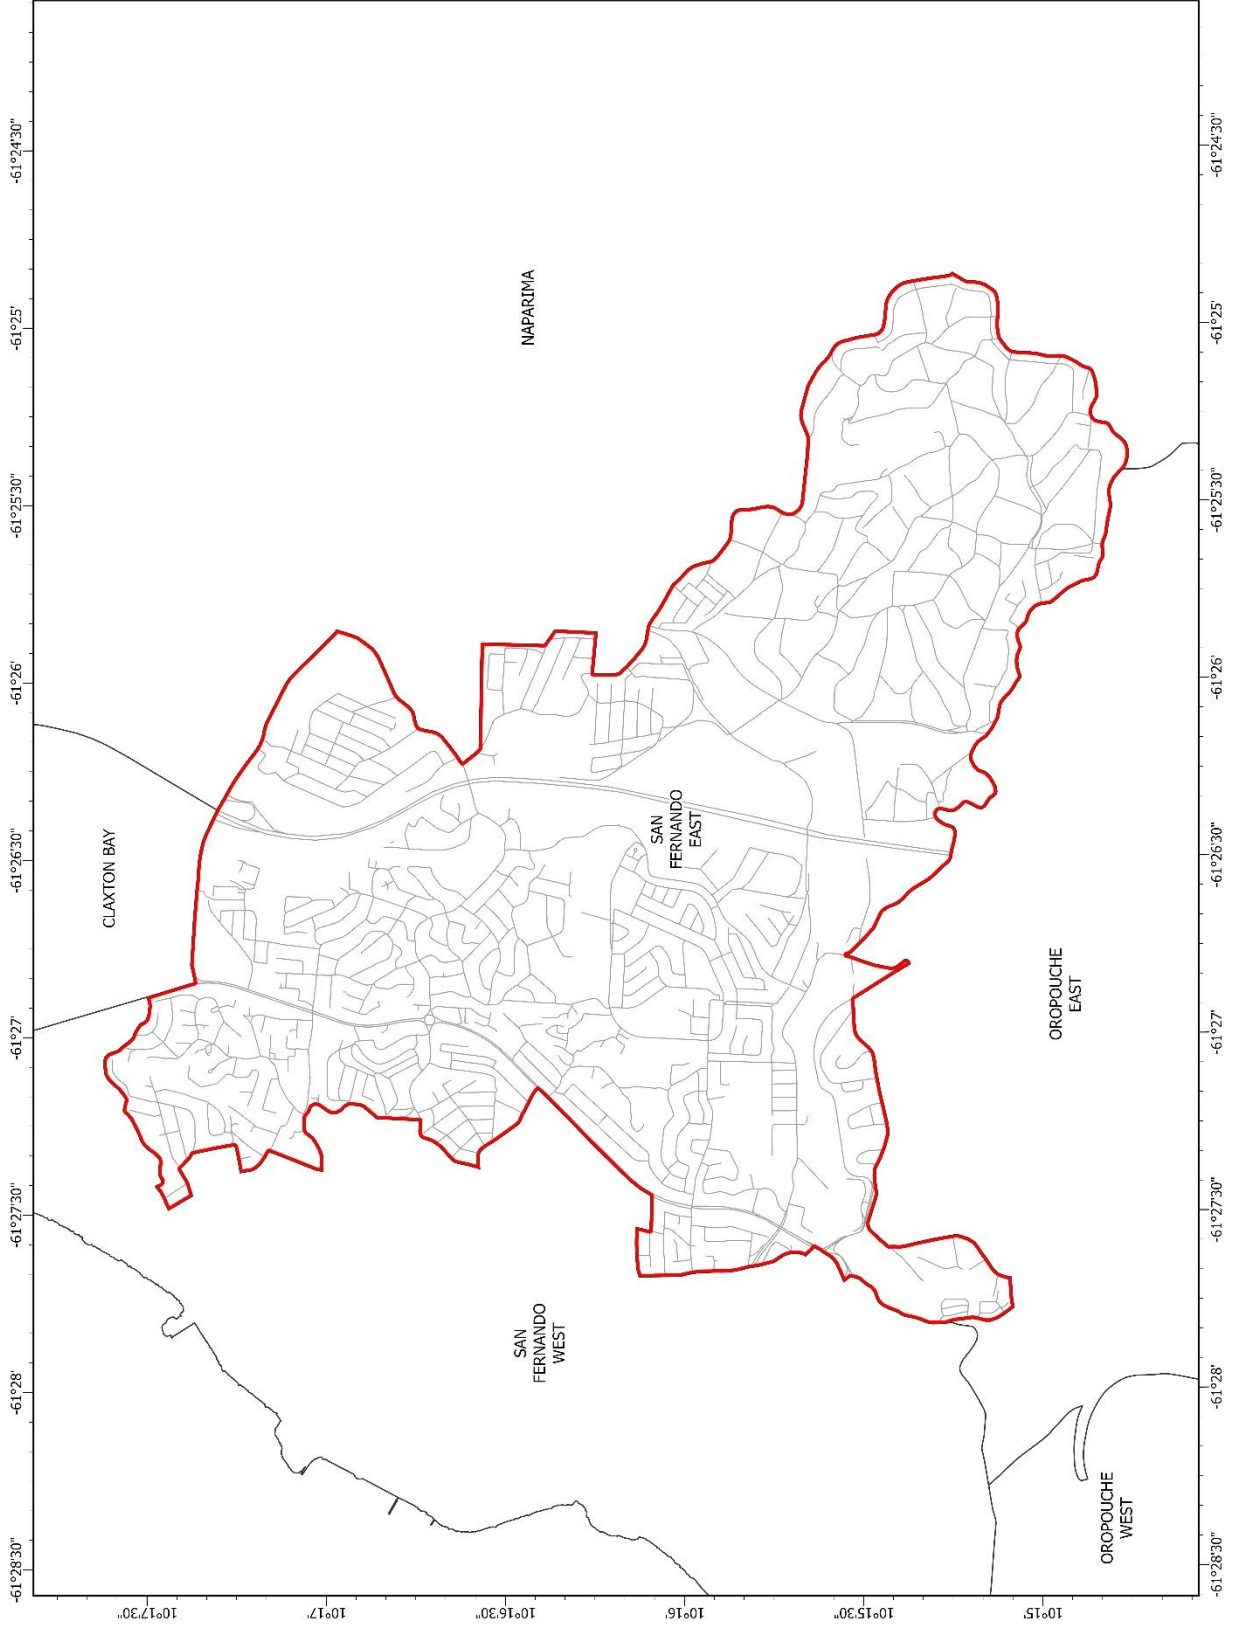 -61°28'30"
-61°28'
-61°27'30"
-61°27'
-61°26'30"
-61°26'
-61°25'30"
-61°25'
-61°24'30"
10°17'30"
10°17'
10°16'30"
10°16'
10°15'30"
10°15'
CLAXTON BAY
NAPARIMA
SAN
FERNANDO
WEST
SAN
FERNANDO
EAST
OROPOUCHE
EAST
OROPOUCHE
WEST
-61°28'30"
-61°28'
-61°27'30"
-61°27'
-61°26'30"
-61°26'
-61°25'30"
-61°25'
-61°24'30"